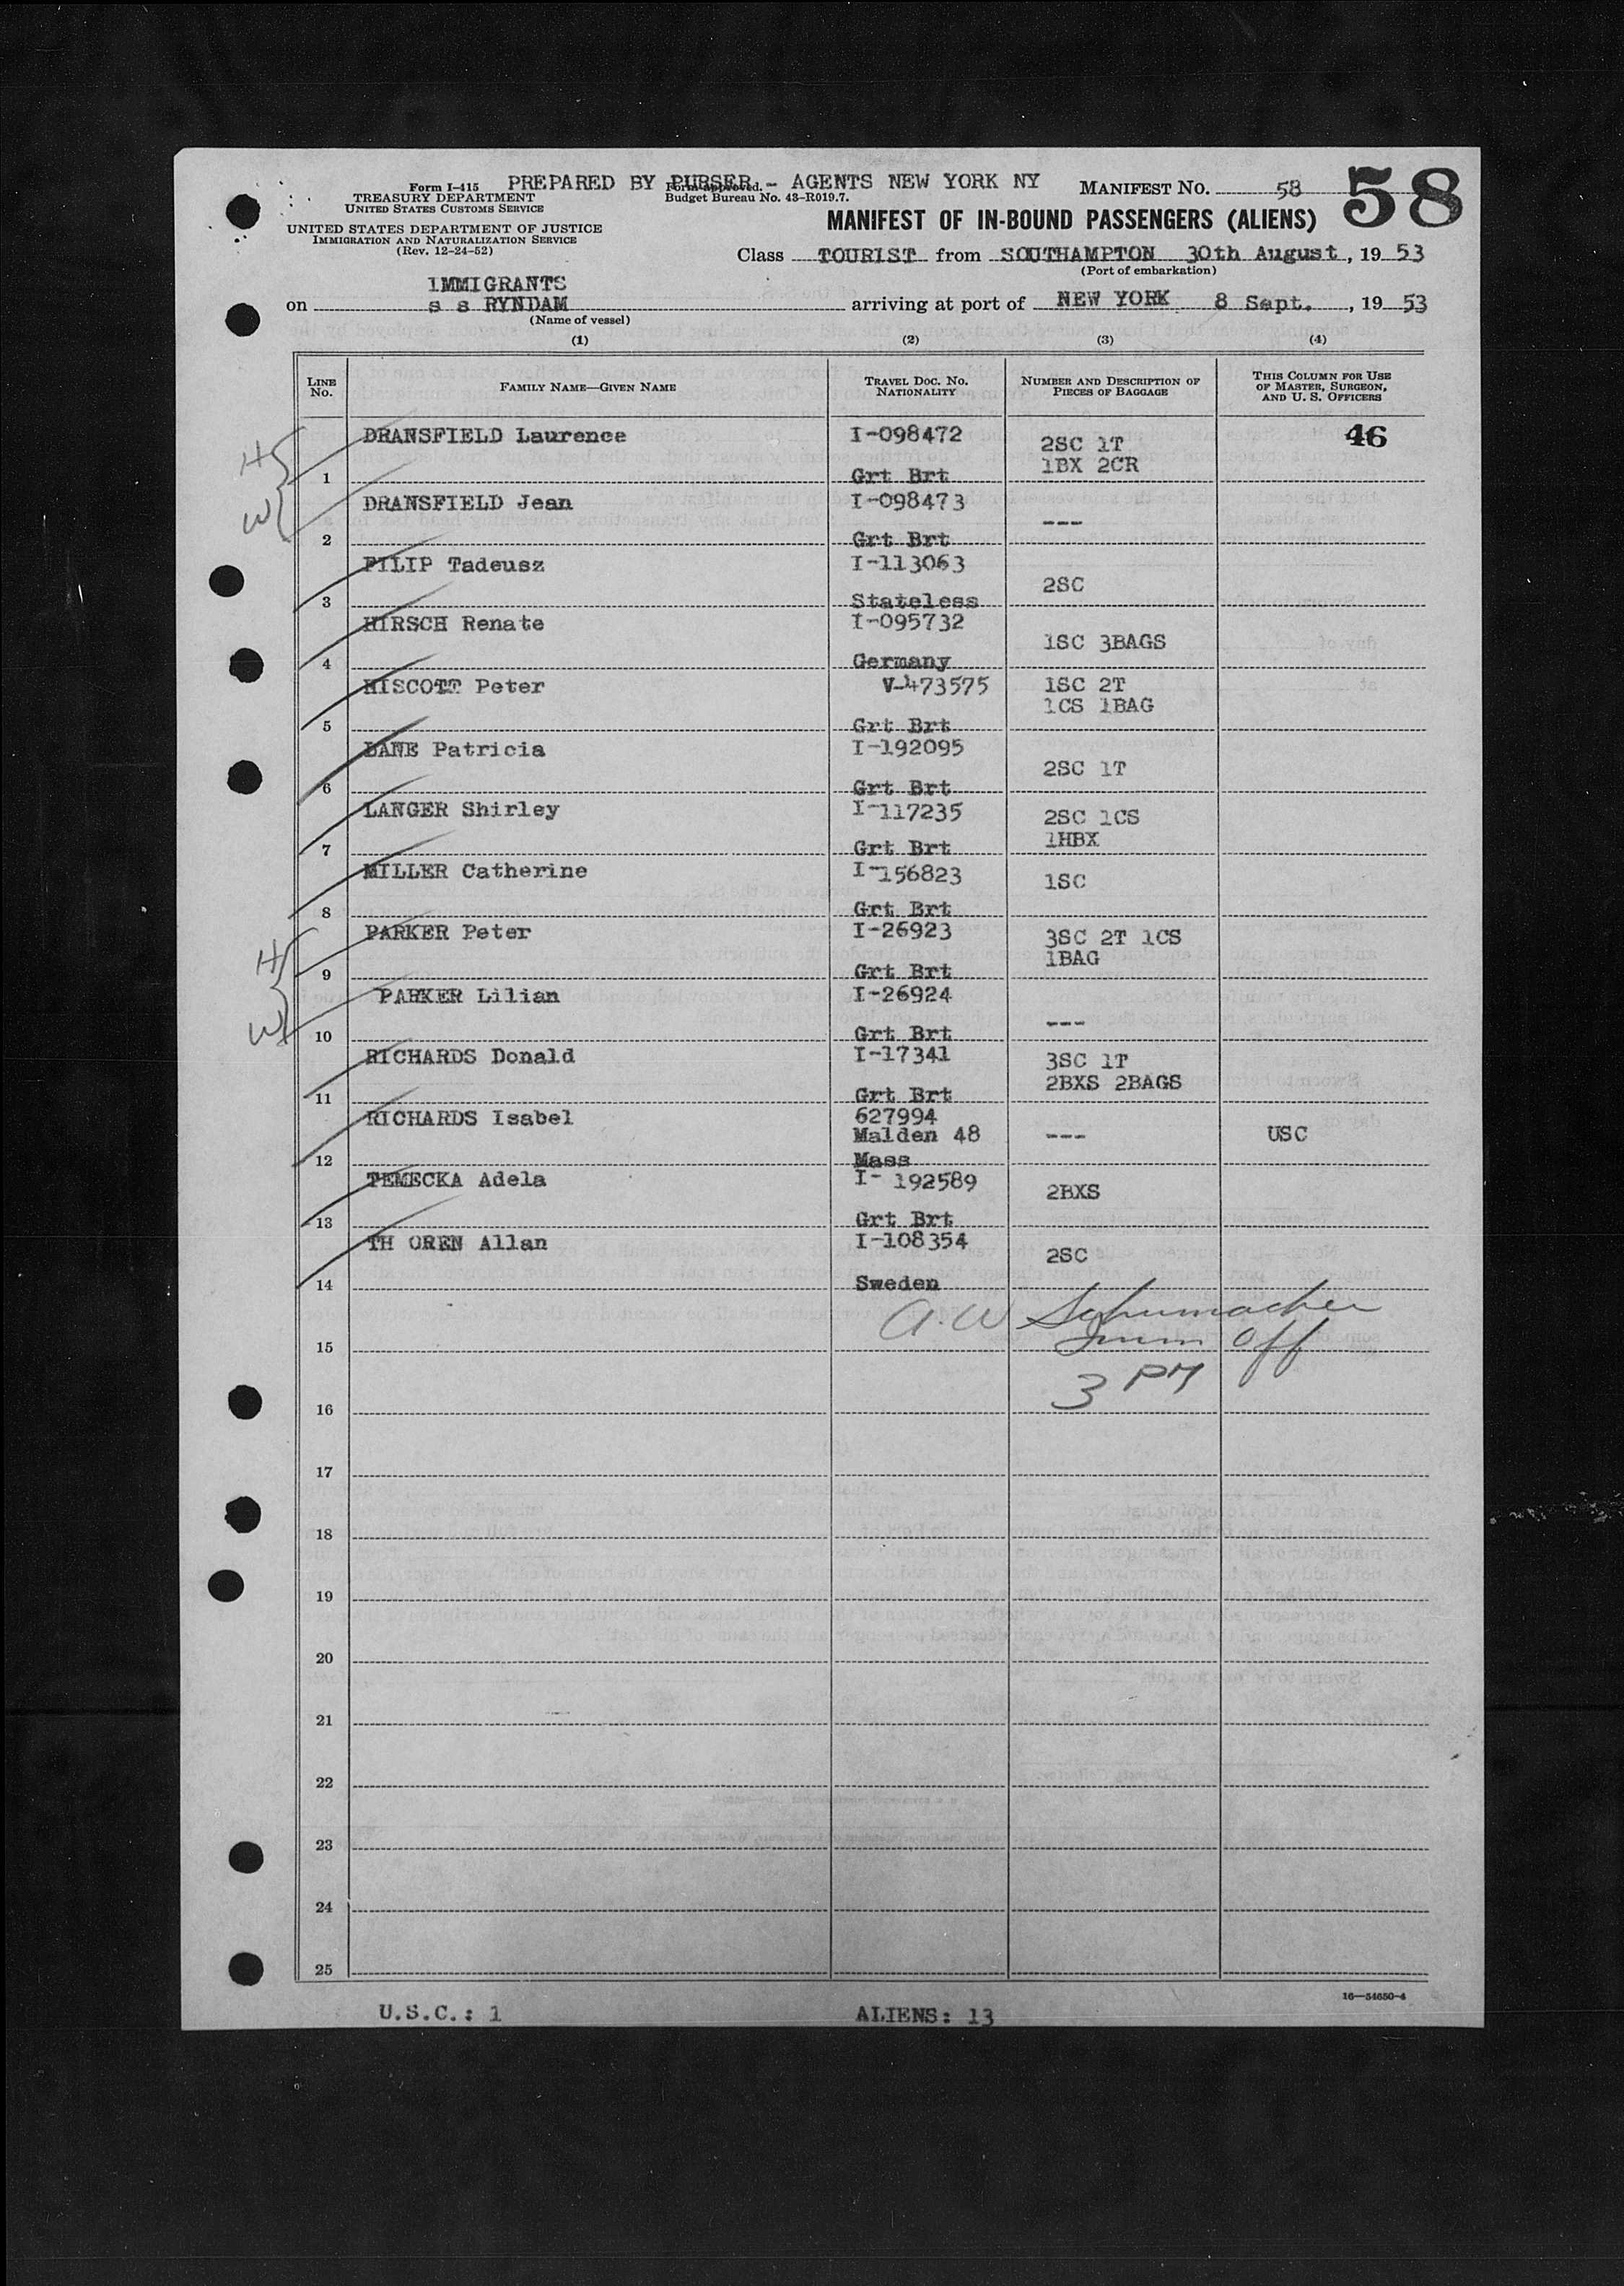 Form I-415 PREPARED BY PURSER - AGENTS NEW YORK NY MANIFEST NO. 58 58
TREASURY DEPARTMENT Form approved.
UNITED STATES CUSTOMS SERVICE Budget Bureau No. 43-R019.7.
UNITED STATES DEPARTMENT OF JUSTICE MANIFEST OF IN-BOUND PASSENGERS (ALIENS)
IMMIGRATION AND NATURALIZATION SERVICE
(Rev. 12-24-52) Class TOURIST from SOUTHAMPTON 30th August, 19 53
(Port of embarkation)
1MMIGRANTS
on s s RYNDAM arriving at port of NEW YORK 8 Sept., 19 53
(Name of vessel)
(1) (2) (3) (4)
LINE NO. FAMILY NAME—GIVEN NAME TRAVEL DOC. NO. NATIONALITY NUMBER AND DESCRIPTION OF PIECES OF BAGGAGE THIS COLUMN FOR USE OF MASTER, SURGEON, AND U. S. OFFICERS
H DRANSFIELD Laurence I-098472 2SC 1T 46
1 Grt Brt 1BX 2CR
W DRANSFIELD Jean I-098473 ---
2 Grt Brt
FILIP Tadeusz I-113063 2SC
3 Stateless
HIRSCH Renate I-095732 1SC 3BAGS
4 Germany
HISCOTT Peter V-473575 1SC 2T
1CS 1BAG
5 Grt Brt
LANE Patricia I-192095 2SC 1T
6 Grt Brt
LANGER Shirley I-117235 2SC 1CS
7 Grt Brt 1HBX
MILLER Catherine I-156823 1SC
8 Grt Brt
H PARKER Peter I-26923 3SC 2T 1CS
9 Grt Brt 1BAG
W PARKER Lilian I-26924 ---
10 Grt Brt
RICHARDS Donald I-17341 3SC 1T
11 Grt Brt 2BXS 2BAGS
RICHARDS Isabel 627994
Malden 48 --- USC
12 Mass
TEMECKA Adela I- 192589 2BXS
13 Grt Brt
TH OREN Allan I-108354 2SC
14 Sweden
A.W Schumacher
15 Imm Off
3 PM
16
17
18
19
20
21
22
23
24
25
16—54650-4
U.S.C.: 1 ALIENS: 13